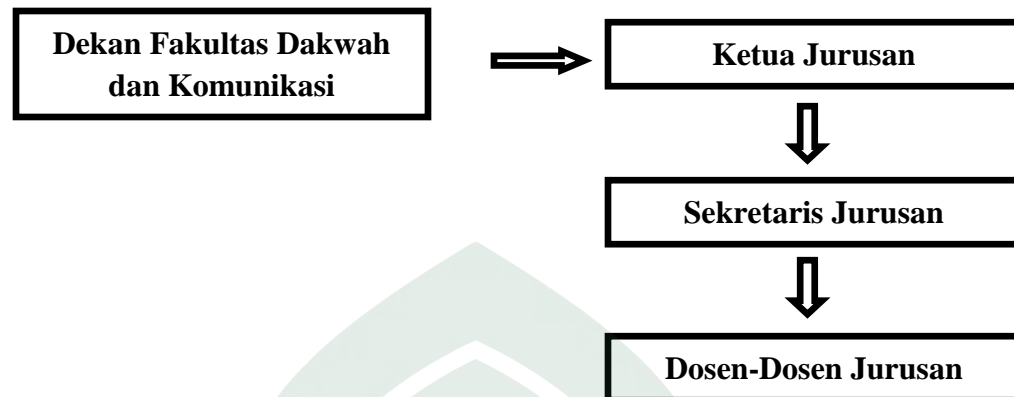 Dekan Fakultas Dakwah
dan Komunikasi
Ketua Jurusan
Sekretaris Jurusan
Dosen-Dosen Jurusan